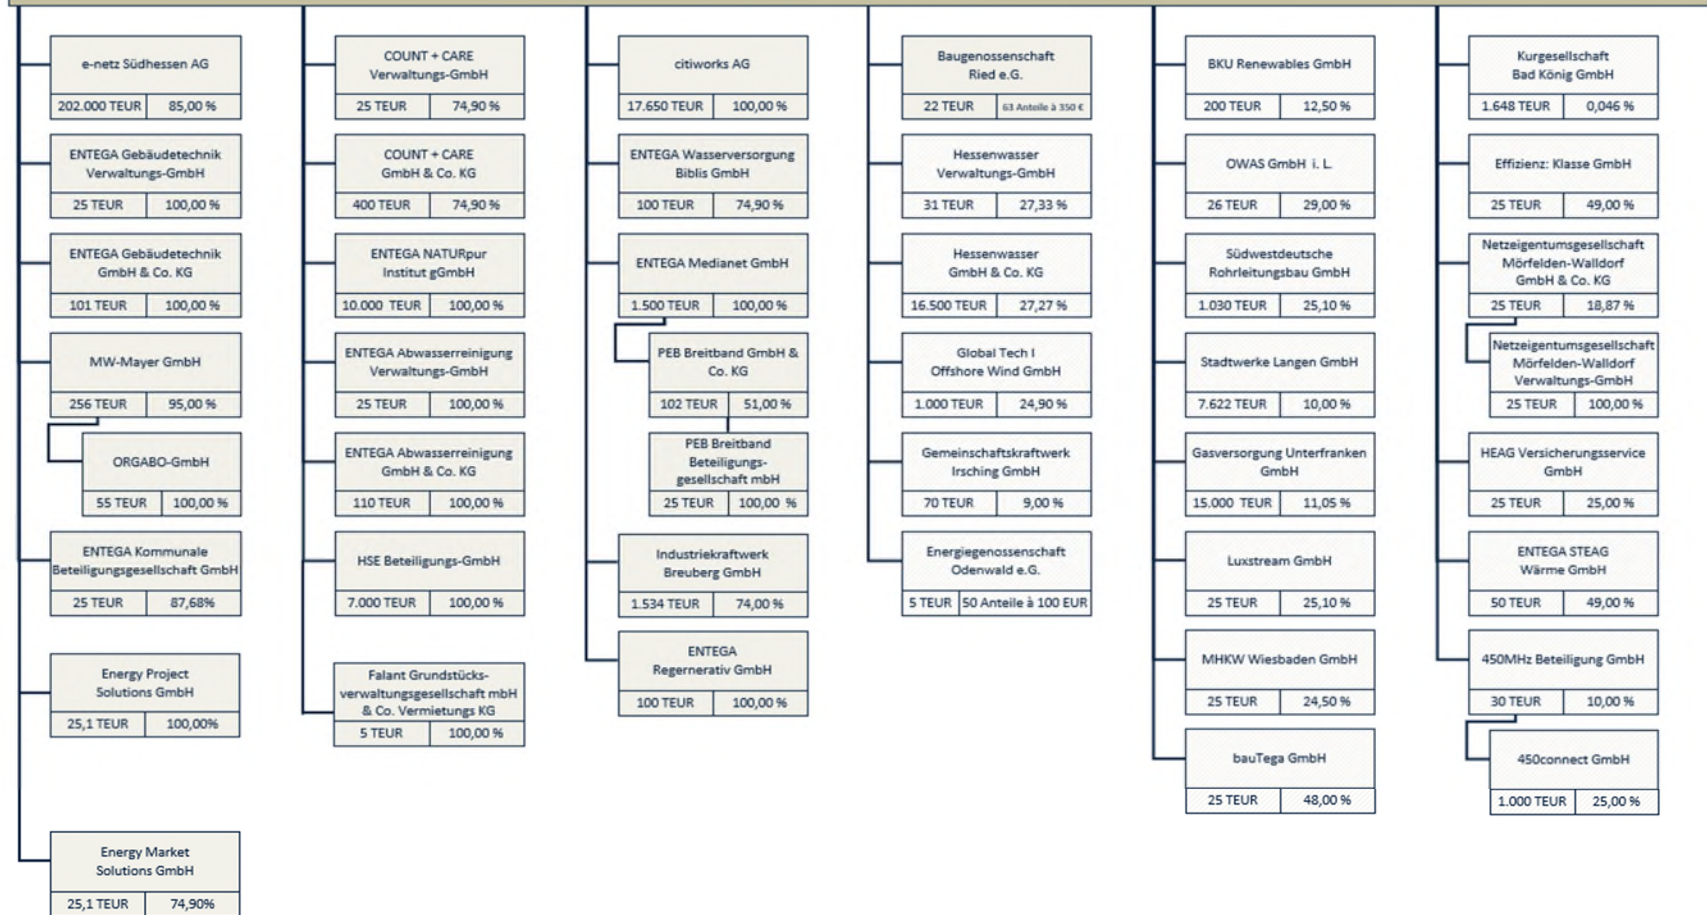 e-netz Südhessen AG
202.000 TEUR 85,00 %
ENTEGA Gebäudetechnik
Verwaltungs-GmbH
25 TEUR 100,00 %
ENTEGA Gebäudetechnik
GmbH & Co. KG
101 TEUR 100,00 %
MW-Mayer GmbH
256 TEUR 95,00 %
ORGABO-GmbH
55 TEUR 100,00 %
ENTEGA Kommunale
Beteiligungsgesellschaft GmbH
25 TEUR 87,68%
Energy Project
Solutions GmbH
25,1 TEUR 100,00%
Energy Market
Solutions GmbH
25,1 TEUR 74,90%
COUNT + CARE
Verwaltungs-GmbH
25 TEUR 74,90 %
COUNT + CARE
GmbH & Co. KG
400 TEUR 74,90 %
ENTEGA NATURpur
Institut gGmbH
10.000 TEUR 100,00 %
ENTEGA Abwasserreinigung
Verwaltungs-GmbH
25 TEUR 100,00 %
ENTEGA Abwasserreinigung
GmbH & Co. KG
110 TEUR 100,00 %
HSE Beteiligungs-GmbH
7.000 TEUR 100,00 %
Falant Grundstücks-
verwaltungsgesellschaft mbH
& Co. Vermietungs KG
5 TEUR 100,00 %
citiworks AG
17.650 TEUR 100,00 %
ENTEGA Wasserversorgung
Biblis GmbH
100 TEUR 74,90 %
ENTEGA Medianet GmbH
1.500 TEUR 100,00 %
PEB Breitband GmbH &
Co. KG
102 TEUR 51,00 %
PEB Breitband
Beteiligungs-
gesellschaft mbH
25 TEUR 100,00 %
Industriekraftwerk
Breuberg GmbH
1.534 TEUR 74,00 %
ENTEGA
Regernerativ GmbH
100 TEUR 100,00 %
Baugenossenschaft
Ried e.G.
22 TEUR 63 Anteile à 350 €
Hessenwasser
Verwaltungs-GmbH
31 TEUR 27,33 %
Hessenwasser
GmbH & Co. KG
16.500 TEUR 27,27 %
Global Tech I
Offshore Wind GmbH
1.000 TEUR 24,90 %
Gemeinschaftskraftwerk
Irsching GmbH
70 TEUR 9,00 %
Energiegenossenschaft
Odenwald e.G.
5 TEUR 50 Anteile à 100 EUR
BKU Renewables GmbH
200 TEUR 12,50 %
OWAS GmbH i. L.
26 TEUR 29,00 %
Südwestdeutsche
Rohrleitungsbau GmbH
1.030 TEUR 25,10 %
Stadtwerke Langen GmbH
7.622 TEUR 10,00 %
Gasversorgung Unterfranken
GmbH
15.000 TEUR 11,05 %
Luxstream GmbH
25 TEUR 25,10 %
MHKW Wiesbaden GmbH
25 TEUR 24,50 %
bauTega GmbH
25 TEUR 48,00 %
Kurgesellschaft
Bad König GmbH
1.648 TEUR 0,046 %
Effizienz: Klasse GmbH
25 TEUR 49,00 %
Netzeigentumsgesellschaft
Mörfelden-Walldorf
GmbH & Co. KG
25 TEUR 18,87 %
Netzeigentumsgesellschaft
Mörfelden-Walldorf
Verwaltungs-GmbH
25 TEUR 100,00 %
HEAG Versicherungsservice
GmbH
25 TEUR 25,00 %
ENTEGA STEAG
Wärme GmbH
50 TEUR 49,00 %
450MHz Beteiligung GmbH
30 TEUR 10,00 %
450connect GmbH
1.000 TEUR 25,00 %